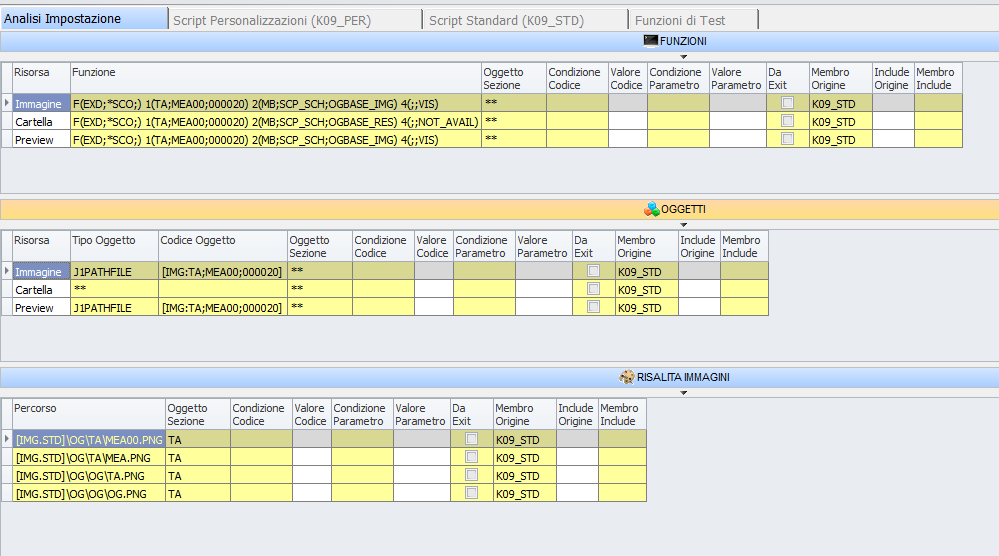 Analisi Impostazione Script Personalizzazioni (K09_PER) Script Standard (K09_STD) Funzioni di Test
FUNZIONI
Risorsa Funzione Oggetto Sezione Condizione Codice Valore Codice Condizione Parametro Valore Parametro Da Exit Membro Origine Include Origine Membro Include
Immagine F(EXD;*SCO;) 1(TA;MEA00;000020) 2(MB;SCP_SCH;OGBASE_IMG) 4(;;VIS) ** K09_STD
Cartella F(EXD;*SCO;) 1(TA;MEA00;000020) 2(MB;SCP_SCH;OGBASE_RES) 4(;;NOT_AVAIL) ** K09_STD
Preview F(EXD;*SCO;) 1(TA;MEA00;000020) 2(MB;SCP_SCH;OGBASE_IMG) 4(;;VIS) ** K09_STD
OGGETTI
Risorsa Tipo Oggetto Codice Oggetto Oggetto Sezione Condizione Codice Valore Codice Condizione Parametro Valore Parametro Da Exit Membro Origine Include Origine Membro Include
Immagine J1PATHFILE [IMG:TA;MEA00;000020] ** K09_STD
Cartella ** ** K09_STD
Preview J1PATHFILE [IMG:TA;MEA00;000020] ** K09_STD
RISALITA IMMAGINI
Percorso Oggetto Sezione Condizione Codice Valore Codice Condizione Parametro Valore Parametro Da Exit Membro Origine Include Origine Membro Include
[IMG.STD]\OG\TA\MEA00.PNG TA K09_STD
[IMG.STD]\OG\TA\MEA.PNG TA K09_STD
[IMG.STD]\OG\OG\TA.PNG TA K09_STD
[IMG.STD]\OG\OG\OG.PNG TA K09_STD